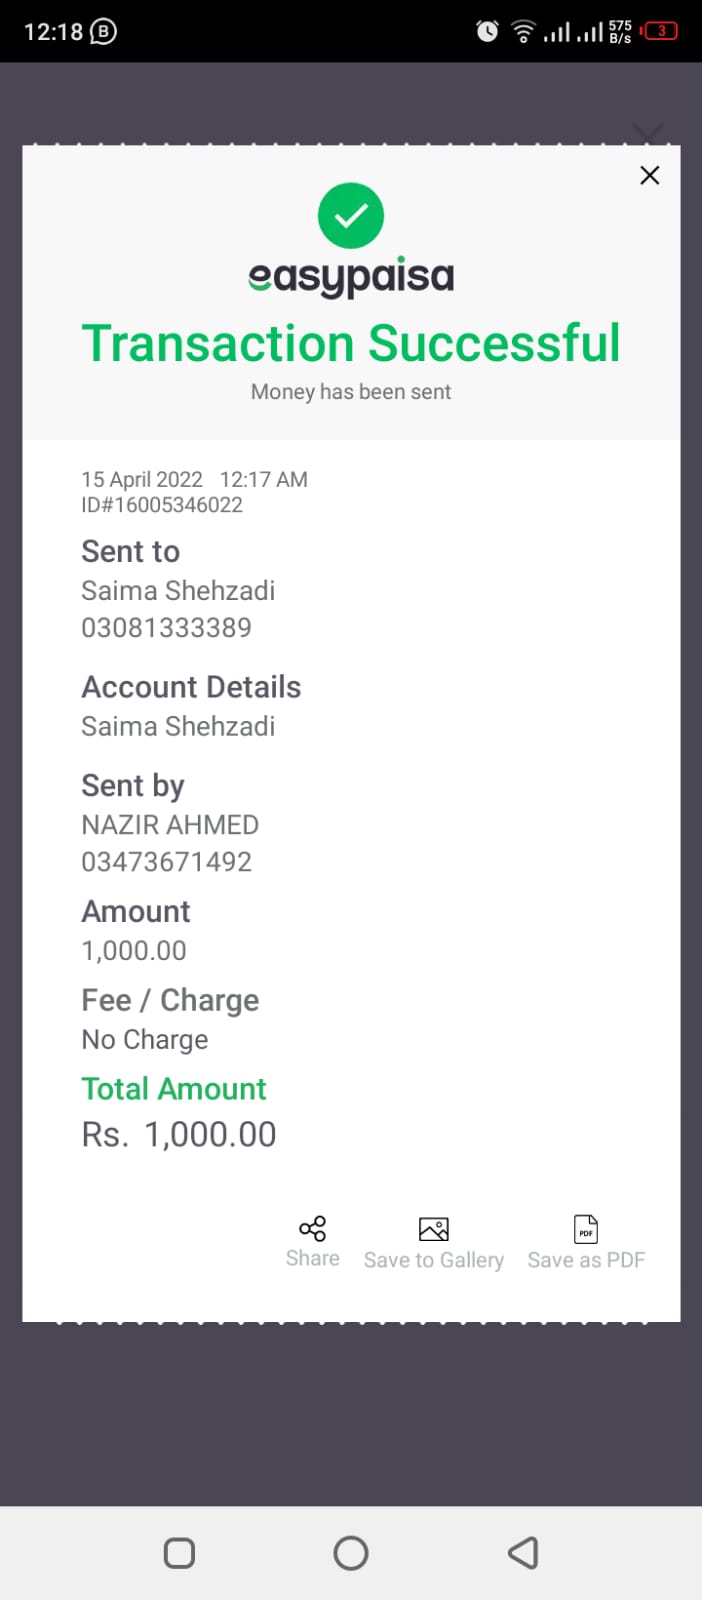 12:18 B 575 B/s 3
easypaisa
Transaction Successful
Money has been sent
15 April 2022 12:17 AM
ID#16005346022
Sent to
Saima Shehzadi
03081333389
Account Details
Saima Shehzadi
Sent by
NAZIR AHMED
03473671492
Amount
1,000.00
Fee / Charge
No Charge
Total Amount
Rs. 1,000.00
PDF
Share Save to Gallery Save as PDF